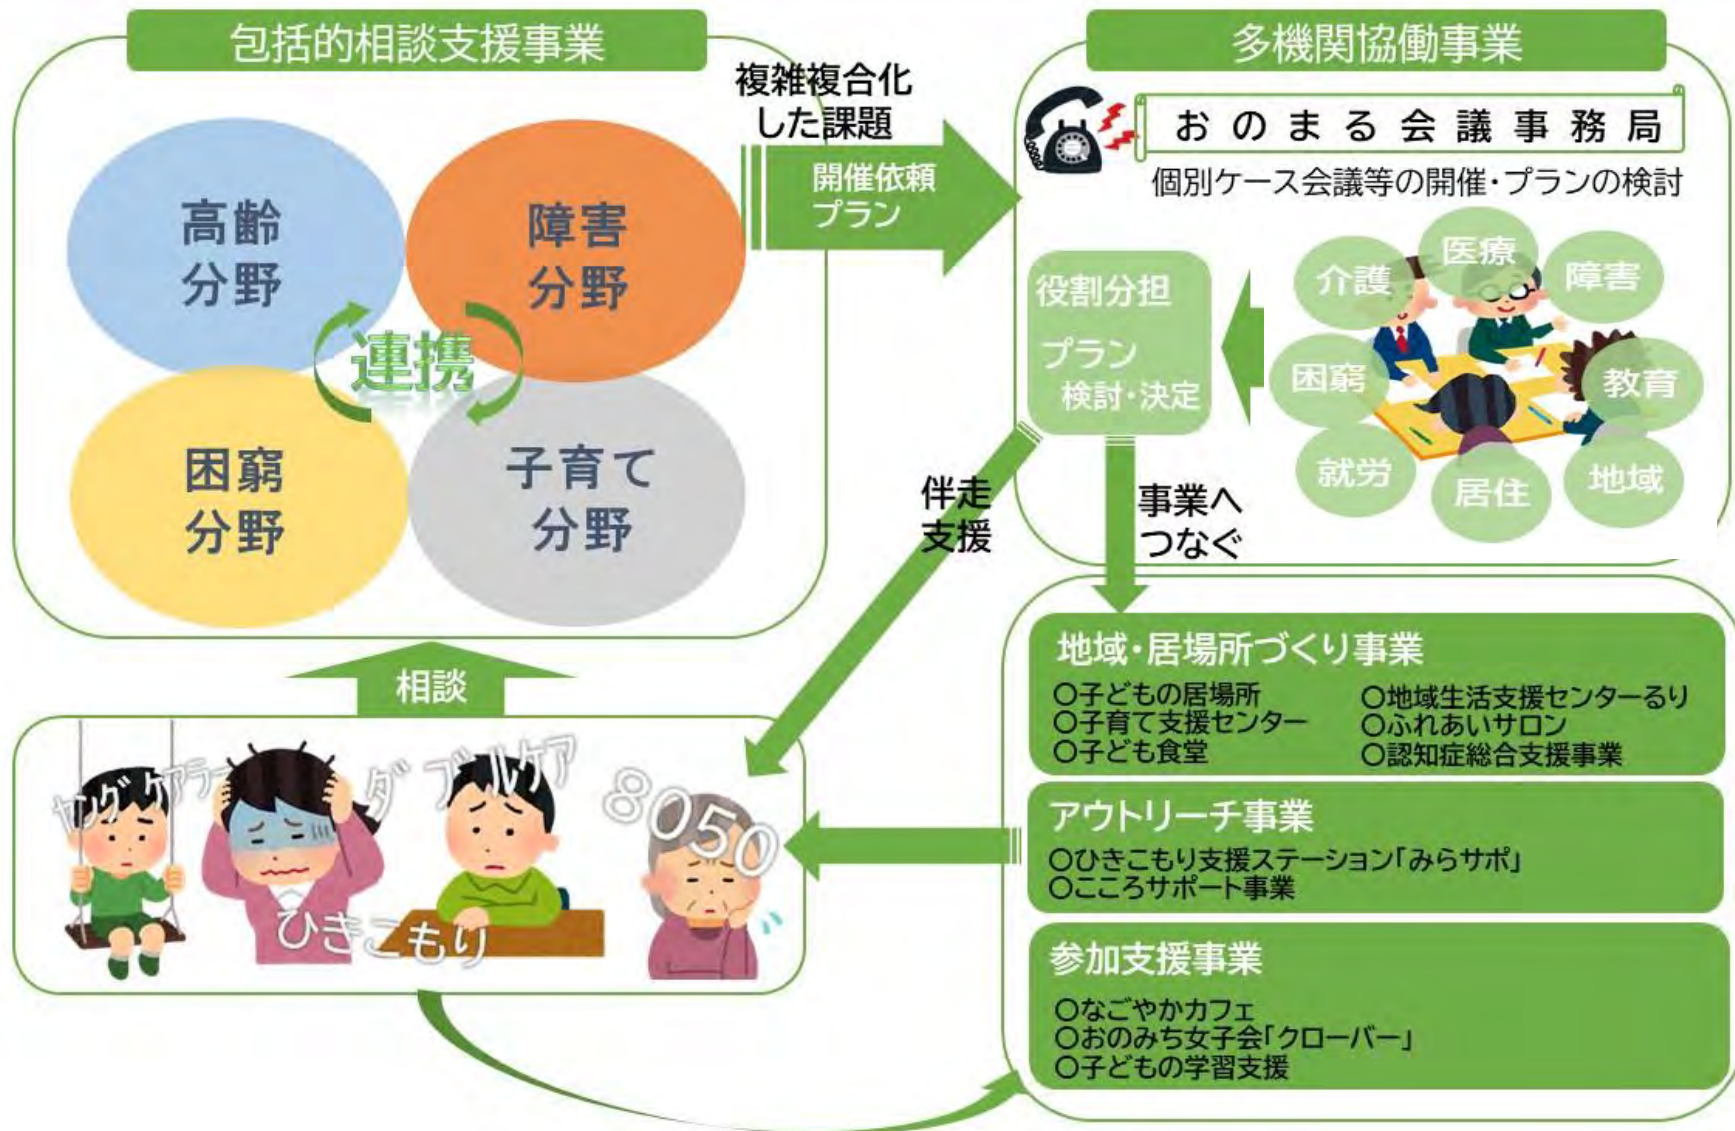 包括的相談支援事業
高齢
分野
障害
分野
連携
困窮
分野
子育て
分野
複雑複合化
した課題
開催依頼
プラン
多機関協働事業
おのまる会議事務局
個別ケース会議等の開催・プランの検討
役割分担
プラン
検討・決定
介護
医療
障害
困窮
教育
就労
居住
地域
伴走
支援
事業へ
つなぐ
相談
ヤングケアラー
ダブルケア
8050
ひきこもり
地域・居場所づくり事業
〇子どもの居場所
〇子育て支援センター
〇子ども食堂
〇地域生活支援センターるり
〇ふれあいサロン
〇認知症総合支援事業
アウトリーチ事業
〇ひきこもり支援ステーション「みらサポ」
〇こころサポート事業
参加支援事業
〇なごやかカフェ
〇おのみち女子会「クローバー」
〇子どもの学習支援